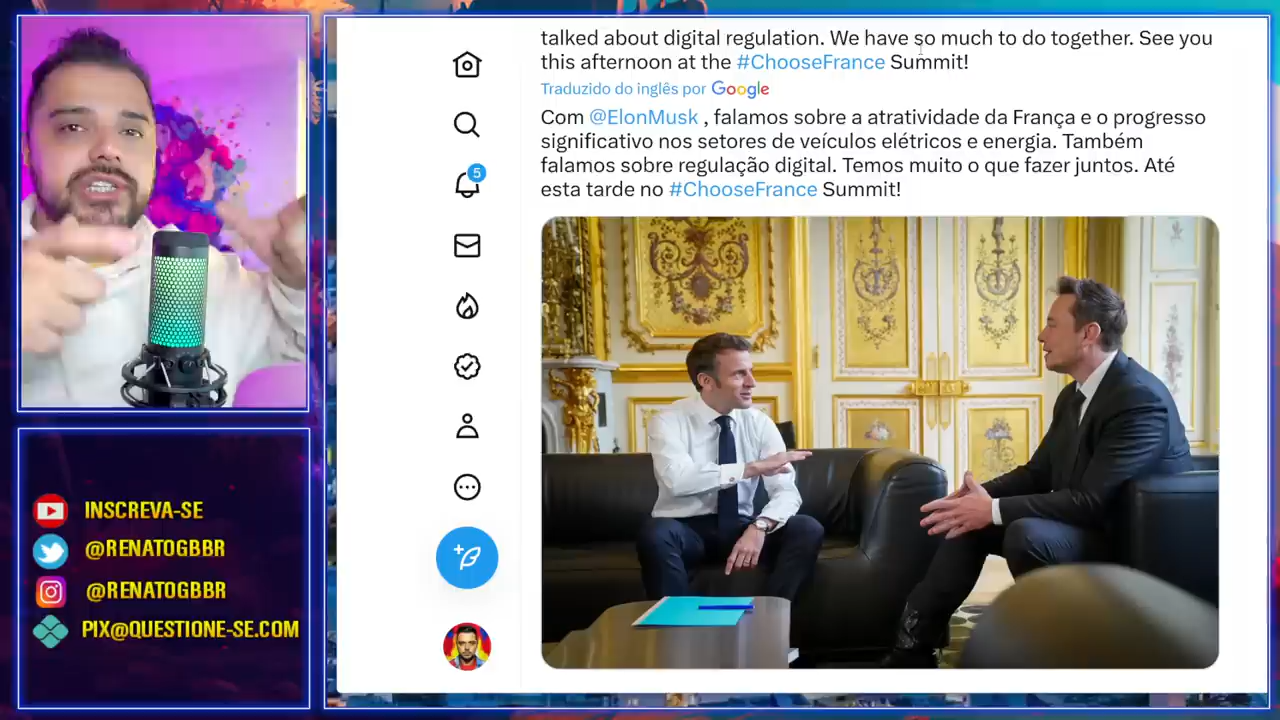 talked about digital regulation. We have so much to do together. See you
this afternoon at the #ChooseFrance Summit!
Traduzido do inglês por Google
Com @ElonMusk , falamos sobre a atratividade da França e o progresso
significativo nos setores de veículos elétricos e energia. Também
falamos sobre regulação digital. Temos muito o que fazer juntos. Até
esta tarde no #ChooseFrance Summit!
5
INSCREVA-SE
@RENATOGBBR
@RENATOGBBR
PIX@QUESTIONE-SE.COM